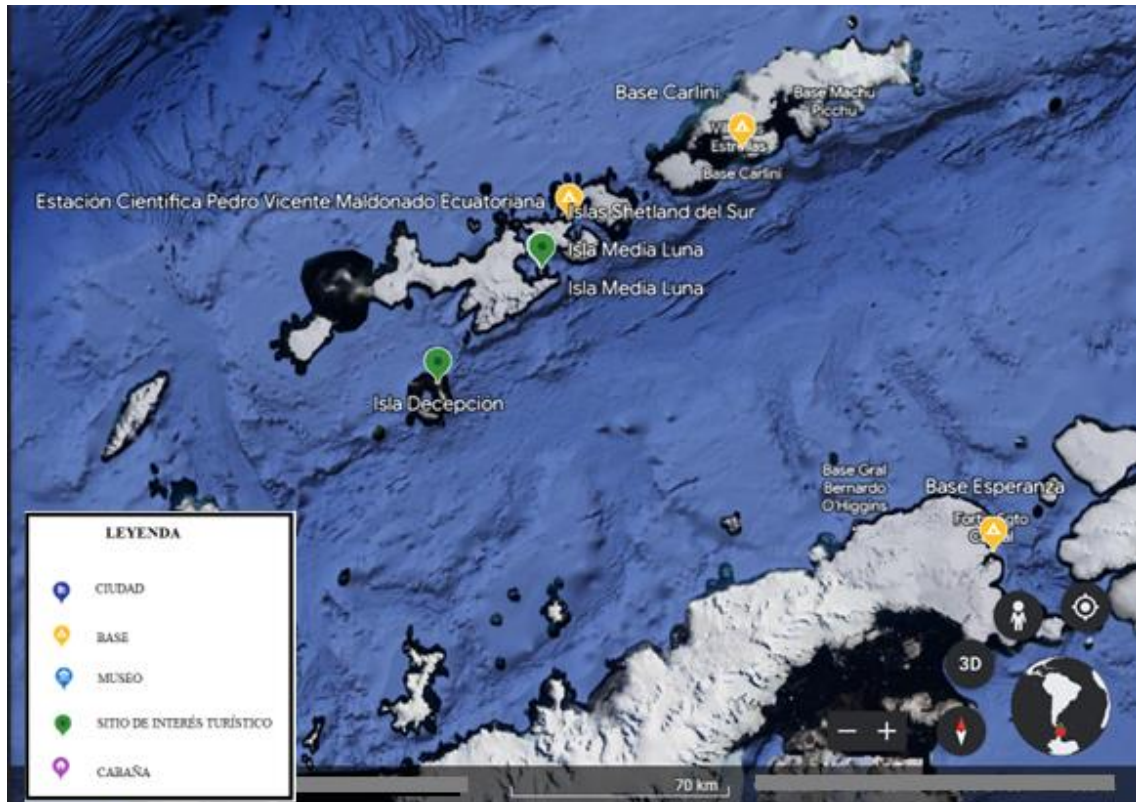 Base Carlini
Base Machu
Picchu
Estrellas
Base Carlini
Estación Científica Pedro Vicente Maldonado Ecuatoriana
Islas Shetland del Sur
Isla Media Luna
Isla Media Luna
Isla Decepción
Base Gral
Bernardo
O'Higgins
Base Esperanza
LEYENDA
CIUDAD
BASE
MUSEO
SITIO DE INTERÉS TURÍSTICO
CABAÑA
3D
70 km